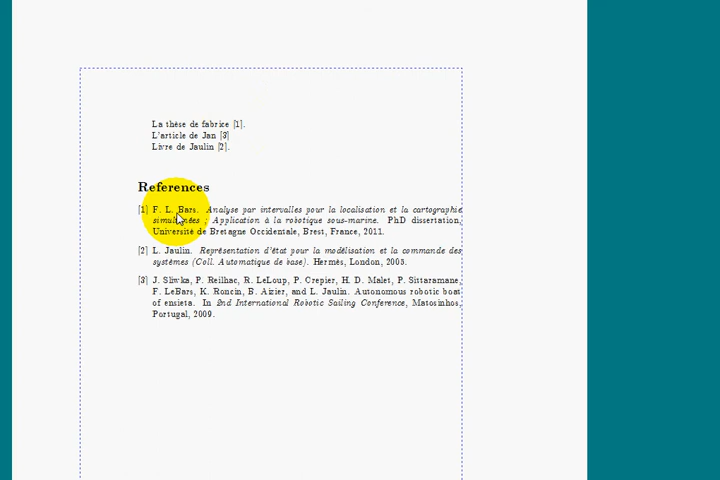 La thèse de fabrice [1].
L'article de Jan [3]
Livre de Jaulin [2].
References
[1] F. L. Bars. Analyse par intervalles pour la localisation et la cartographie
simultanées ; Application à la robotique sous-marine. PhD dissertation,
Université de Bretagne Occidentale, Brest, France, 2011.
[2] L. Jaulin. Représentation d'état pour la modélisation et la commande des
systèmes (Coll. Automatique de base). Hermès, London, 2005.
[3] J. Sliwka, P. Reilhac, R. LeLoup, P. Crepier, H. D. Malet, P. Sittaramane,
F. LeBars, K. Roncin, B. Aizier, and L. Jaulin. Autonomous robotic boat
of ensieta. In 2nd International Robotic Sailing Conference, Matosinhos,
Portugal, 2009.